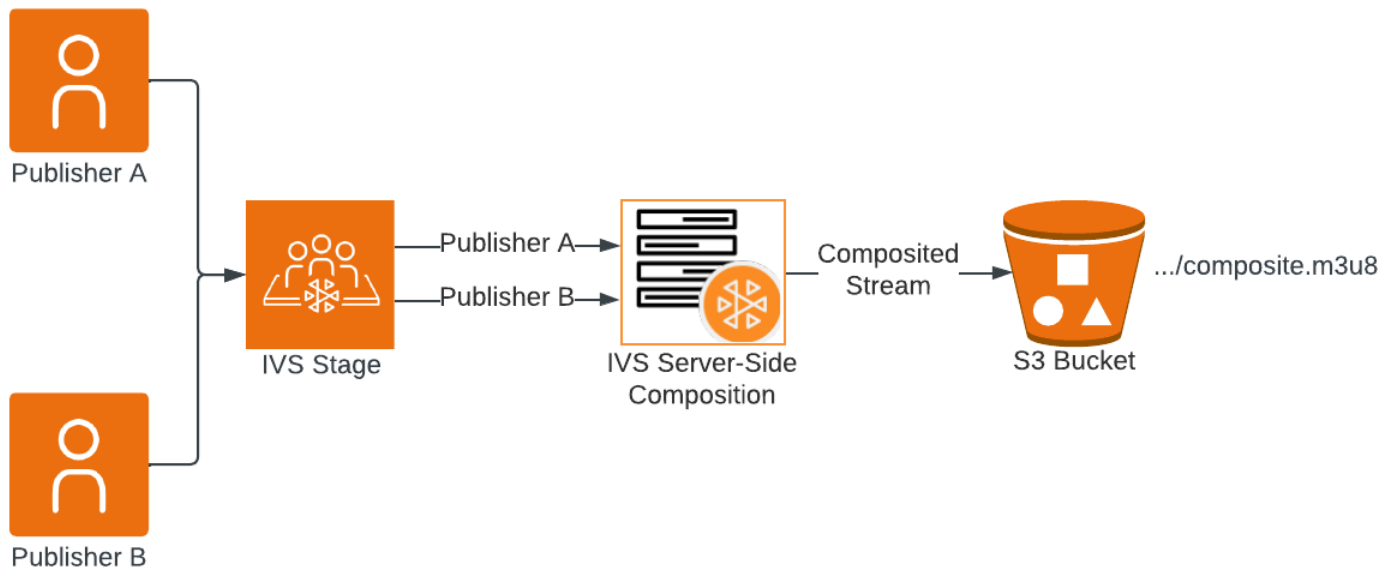 Publisher A
Publisher B
IVS Stage
Publisher A
Publisher B
IVS Server-Side
Composition
Composited
Stream
S3 Bucket
.../composite.m3u8